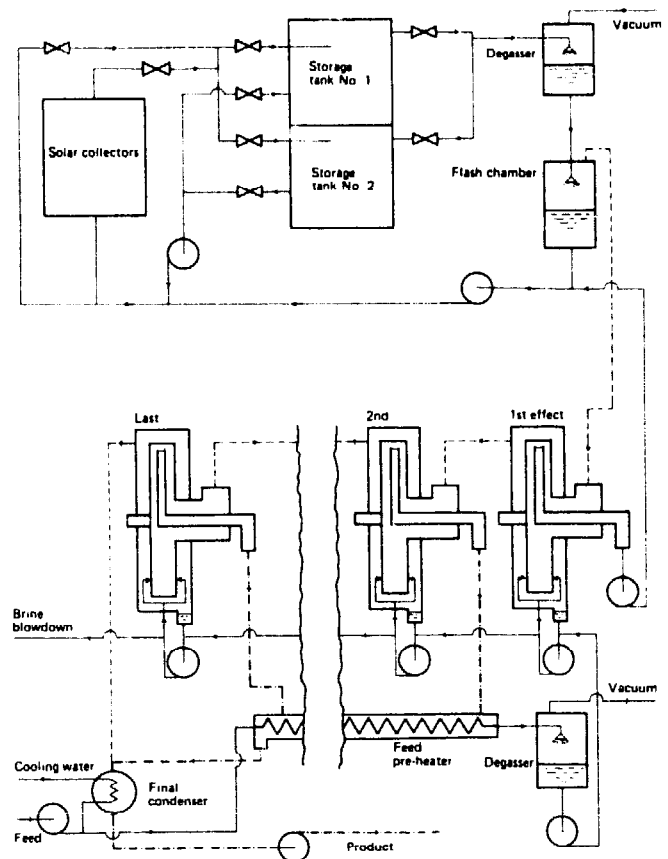 Vacuum
Degasser
Storage
tank No. 1
Solar collectors
Storage
tank No. 2
Flash chamber
Last
2nd
1st effect
Brine
blowdown
Vacuum
Feed
pre-heater
Degasser
Cooling water
Final
condenser
Feed
Product